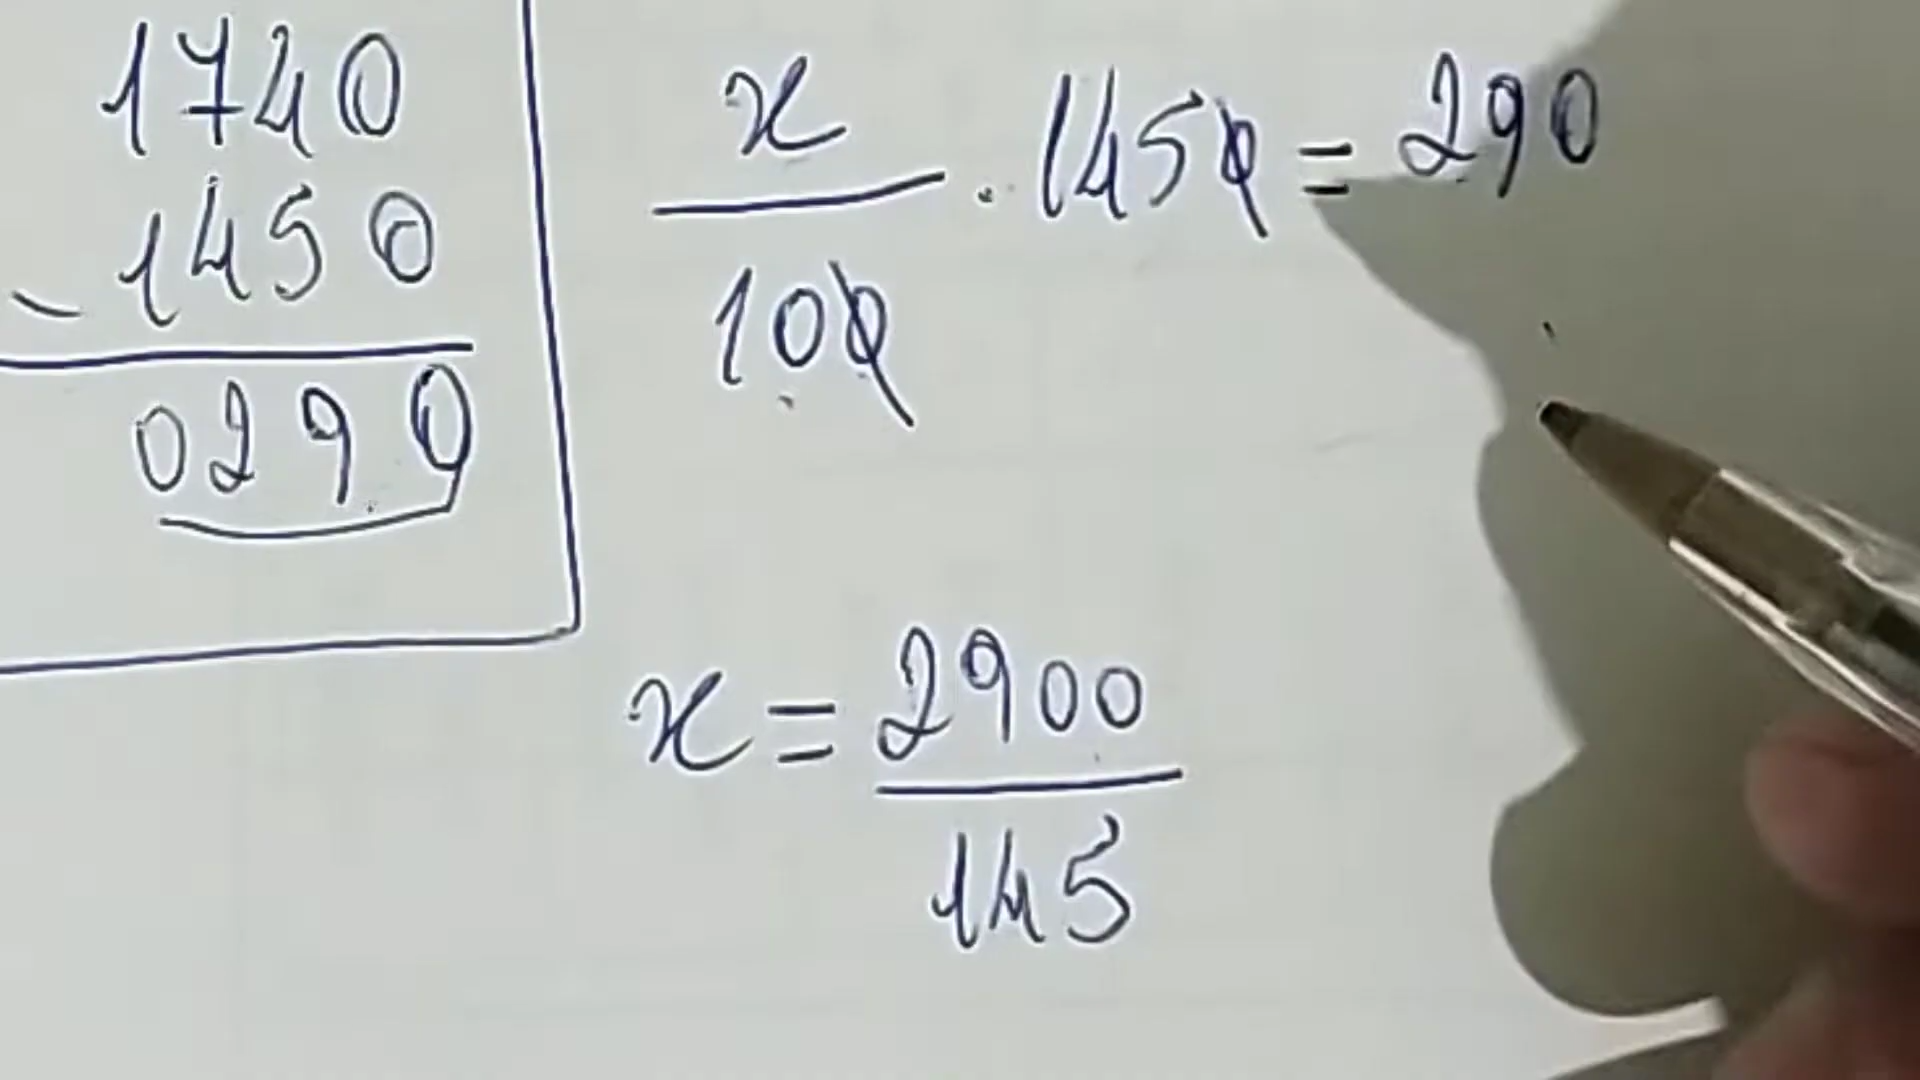 1740
- 1450
0290
x/100 . 1450 = 290
x = 2900/145